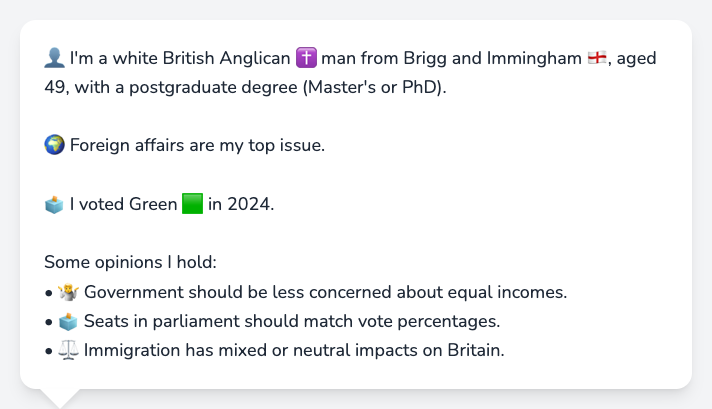 👤 I'm a white British Anglican ✝️ man from Brigg and Immingham 🏴󠁧󠁢󠁥󠁮󠁧󠁿, aged
49, with a postgraduate degree (Master's or PhD).
🌍 Foreign affairs are my top issue.
🗳️ I voted Green 🟩 in 2024.
Some opinions I hold:
• 🤷 Government should be less concerned about equal incomes.
• 🗳️ Seats in parliament should match vote percentages.
• ⚖️ Immigration has mixed or neutral impacts on Britain.